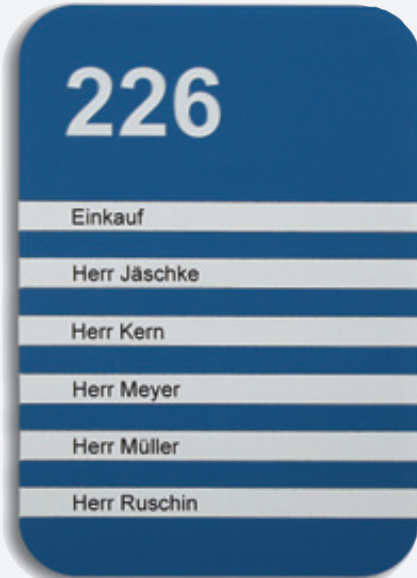 226
Einkauf
Herr Jäschke
Herr Kern
Herr Meyer
Herr Müller
Herr Ruschin